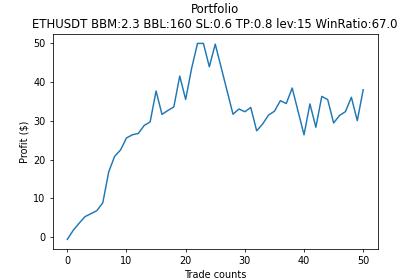 Portfolio
ETHUSDT BBM:2.3 BBL:160 SL:0.6 TP:0.8 lev:15 WinRatio:67.0
50
40
30
20
10
0
Profit ($)
0 10 20 30 40 50
Trade counts